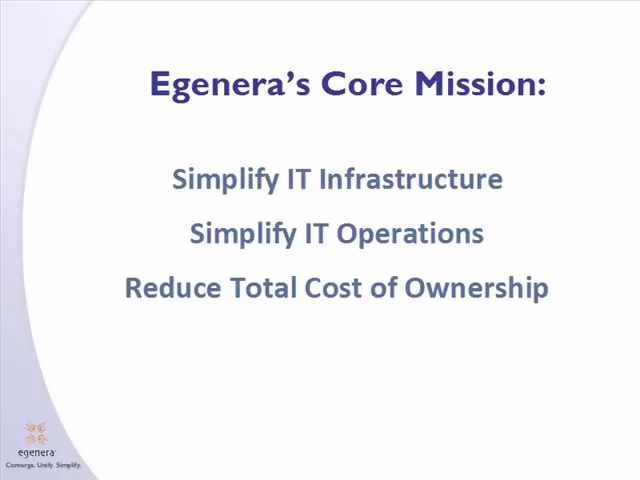 Egenera's Core Mission:
Simplify IT Infrastructure
Simplify IT Operations
Reduce Total Cost of Ownership
egenera
Converge. Unify. Simplify.